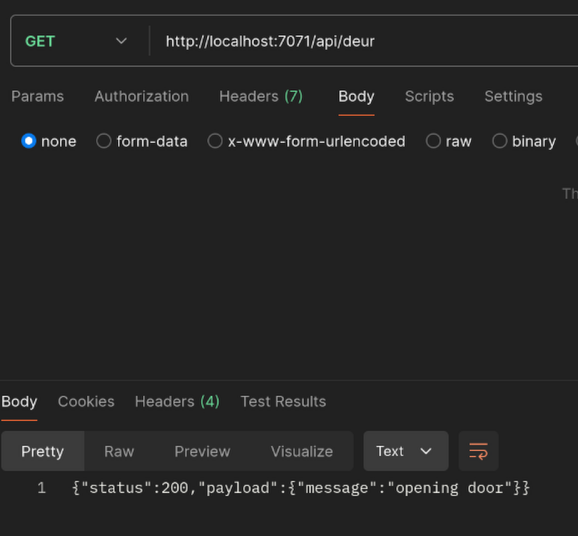 GET http://localhost:7071/api/deur
Params Authorization Headers (7) Body Scripts Settings
none form-data x-www-form-urlencoded raw binary
Th
Body Cookies Headers (4) Test Results
Pretty Raw Preview Visualize Text
1 {"status":200,"payload":{"message":"opening door"}}